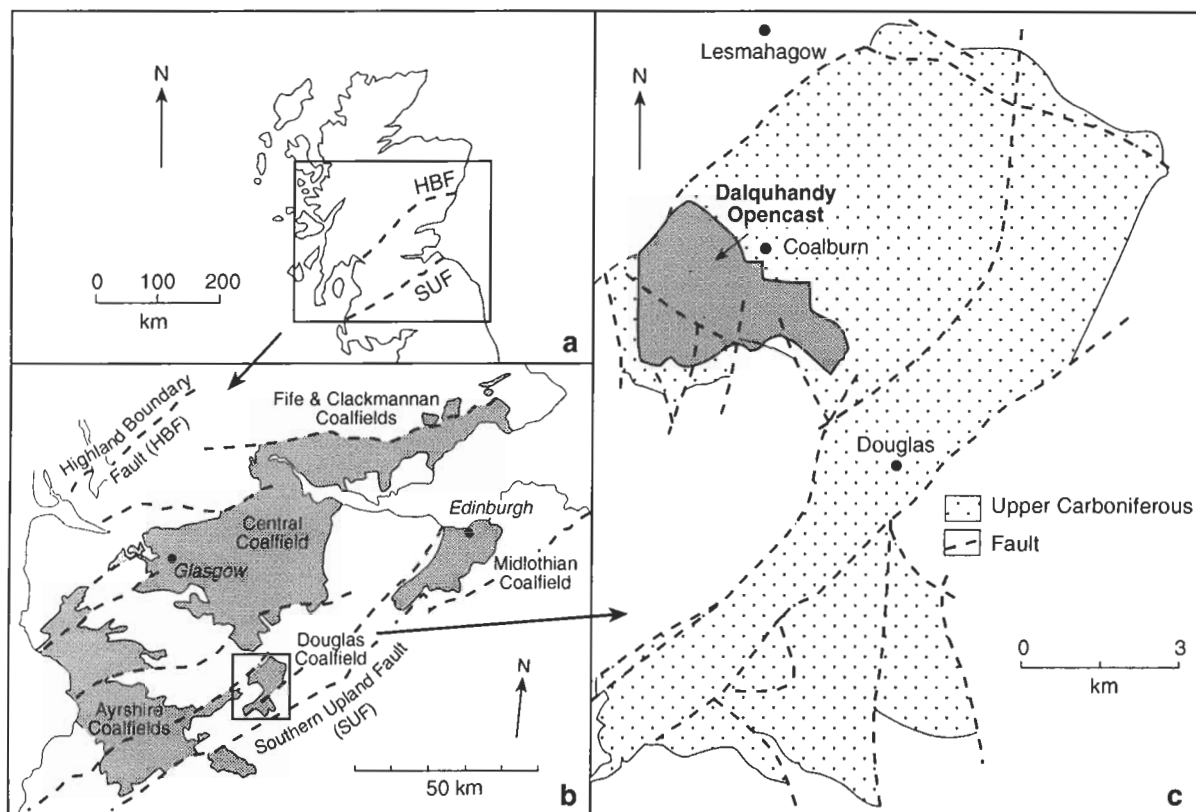 N
HBF
SUF
0 100 200
km
a
Highland Boundary
Fault (HBF)
Fife & Clackmannan
Coalfields
Central
Coalfield
Glasgow
Edinburgh
Midlothian
Coalfield
Douglas
Coalfield
Ayrshire
Coalfields
Southern Upland Fault
(SUF)
N
50 km
b
Lesmahagow
N
Dalquhandy
Opencast
Coalburn
Douglas
Upper Carboniferous
Fault
0 3
km
c